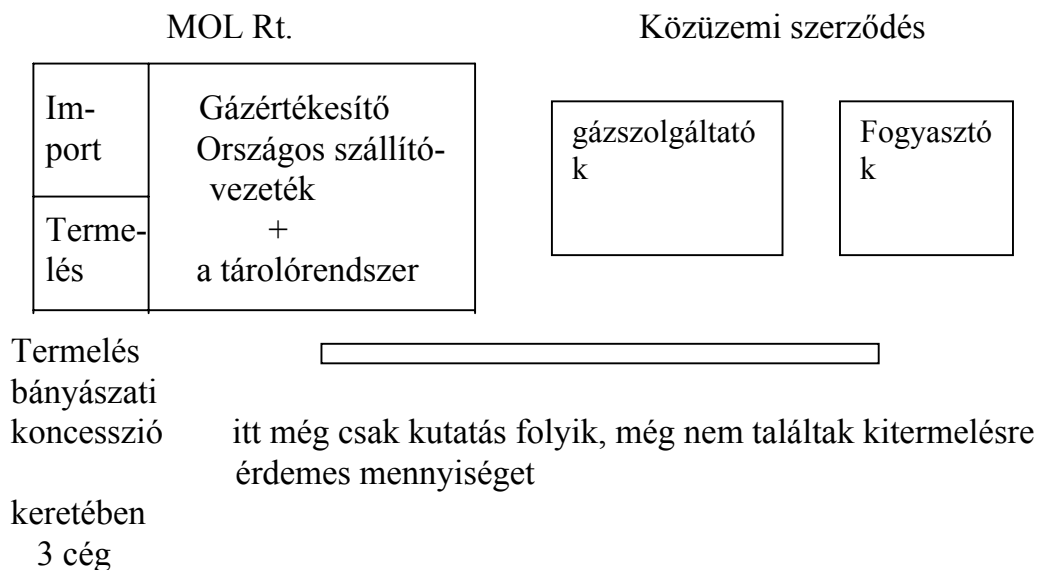 MOL Rt.
Közüzemi szerződés
Im-
port
Terme-
lés
Gázértékesítő
Országos szállító-
vezeték
+
a tárolórendszer
gázszolgáltató
k
Fogyasztó
k
Termelés
bányászati
koncesszió itt még csak kutatás folyik, még nem találtak kitermelésre
érdemes mennyiséget
keretében
3 cég